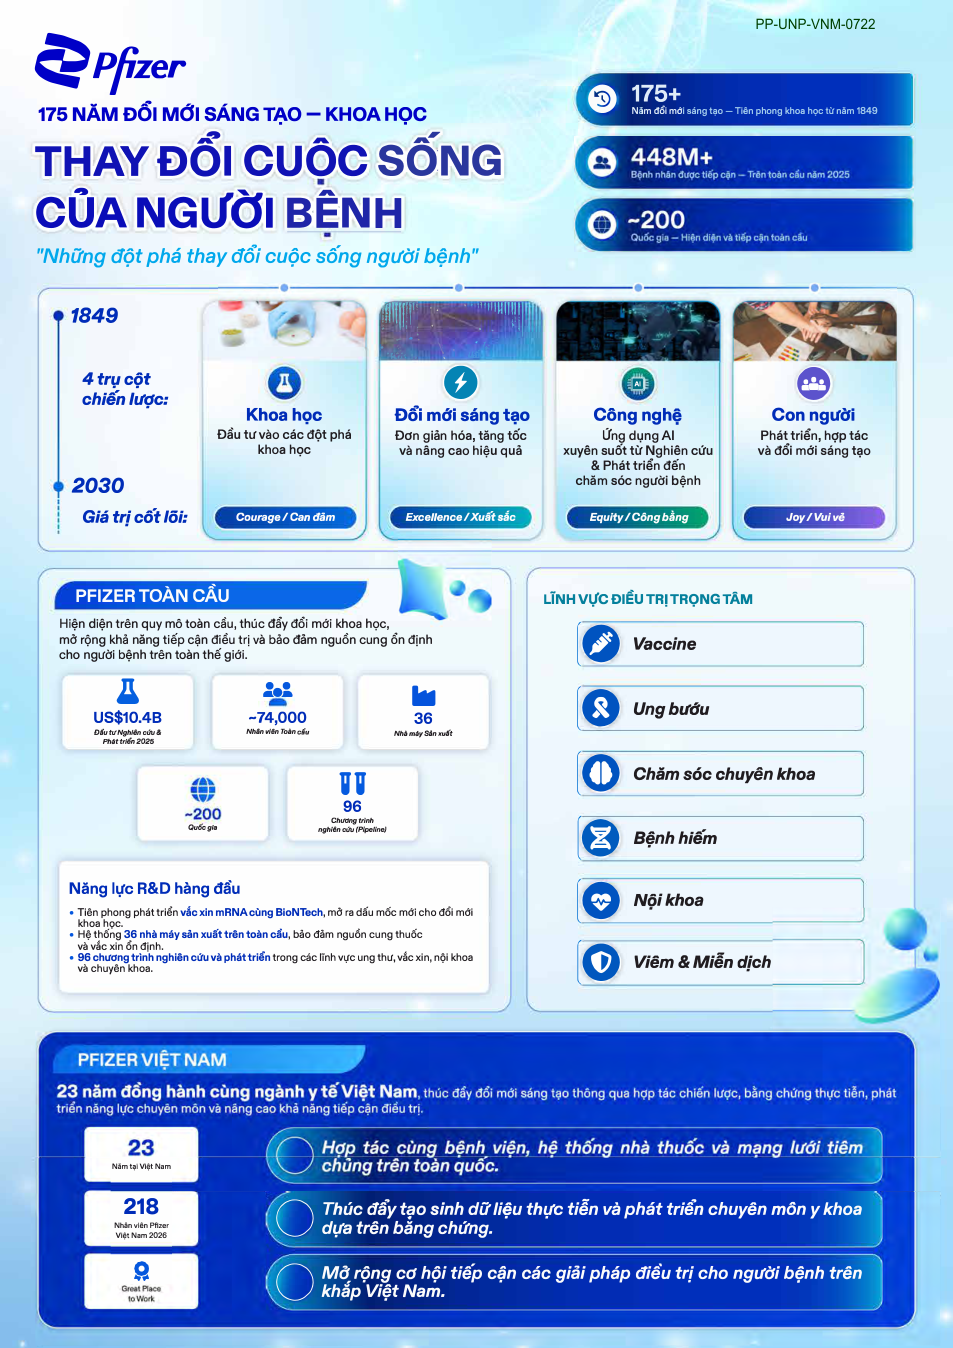 PP-UNP-VNM-0722
Pfizer
175 NĂM ĐỔI MỚI SÁNG TẠO — KHOA HỌC
THAY ĐỔI CUỘC SỐNG
CỦA NGƯỜI BỆNH
"Những đột phá thay đổi cuộc sống người bệnh"
175+
Năm đổi mới sáng tạo — Tiên phong khoa học từ năm 1849
448M+
Bệnh nhân được tiếp cận — Trên toàn cầu năm 2025
~200
Quốc gia — Hiện diện và tiếp cận toàn cầu
1849
4 trụ cột
chiến lược:
2030
Giá trị cốt lõi:
Khoa học
Đầu tư vào các đột phá
khoa học
Courage / Can đảm
Đổi mới sáng tạo
Đơn giản hóa, tăng tốc
và nâng cao hiệu quả
Excellence / Xuất sắc
AI
Công nghệ
Ứng dụng AI
xuyên suốt từ Nghiên cứu
& Phát triển đến
chăm sóc người bệnh
Equity / Công bằng
Con người
Phát triển, hợp tác
và đổi mới sáng tạo
Joy / Vui vẻ
PFIZER TOÀN CẦU
Hiện diện trên quy mô toàn cầu, thúc đẩy đổi mới khoa học,
mở rộng khả năng tiếp cận điều trị và bảo đảm nguồn cung ổn định
cho người bệnh trên toàn thế giới.
US$10.4B
Đầu tư Nghiên cứu &
Phát triển 2025
~74,000
Nhân viên Toàn cầu
36
Nhà máy Sản xuất
~200
Quốc gia
96
Chương trình
nghiên cứu (Pipeline)
Năng lực R&D hàng đầu
• Tiên phong phát triển vắc xin mRNA cùng BioNTech, mở ra dấu mốc mới cho đổi mới
khoa học.
• Hệ thống 36 nhà máy sản xuất trên toàn cầu, bảo đảm nguồn cung thuốc
và vắc xin ổn định.
• 96 chương trình nghiên cứu và phát triển trong các lĩnh vực ung thư, vắc xin, nội khoa
và chuyên khoa.
LĨNH VỰC ĐIỀU TRỊ TRỌNG TÂM
Vaccine
Ung bướu
Chăm sóc chuyên khoa
Bệnh hiếm
Nội khoa
Viêm & Miễn dịch
PFIZER VIỆT NAM
23 năm đồng hành cùng ngành y tế Việt Nam, thúc đẩy đổi mới sáng tạo thông qua hợp tác chiến lược, bằng chứng thực tiễn, phát
triển năng lực chuyên môn và nâng cao khả năng tiếp cận điều trị.
23
Năm tại Việt Nam
218
Nhân viên Pfizer
Việt Nam 2026
Great Place
to Work
Hợp tác cùng bệnh viện, hệ thống nhà thuốc và mạng lưới tiêm
chủng trên toàn quốc.
Thúc đẩy tạo sinh dữ liệu thực tiễn và phát triển chuyên môn y khoa
dựa trên bằng chứng.
Mở rộng cơ hội tiếp cận các giải pháp điều trị cho người bệnh trên
khắp Việt Nam.